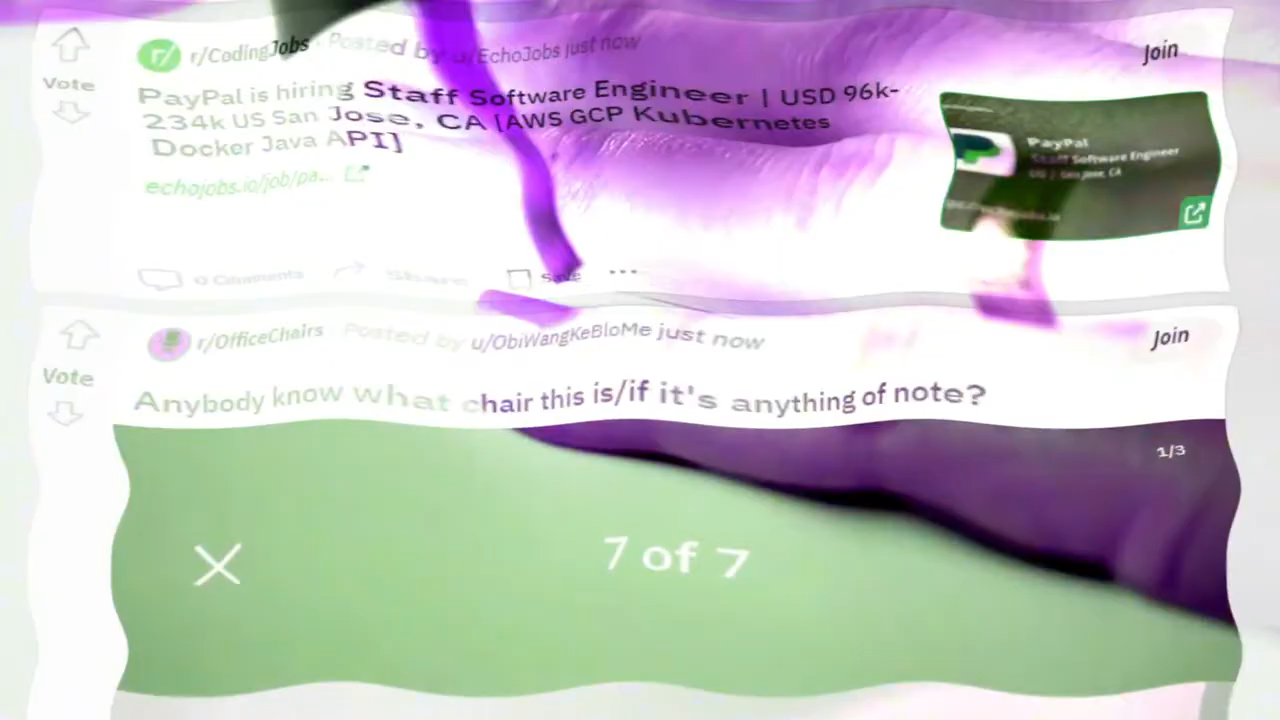 Vote
r/CodingJobs · Posted by u/EchoJobs just now
Join
PayPal is hiring Staff Software Engineer | USD 96k-
234k US San Jose, CA [AWS GCP Kubernetes
Docker Java API]
echojobs.io/job/pa...
PayPal
Staff Software Engineer
US | San Jose, CA
0 Comments
Share
Save
...
Vote
r/OfficeChairs · Posted by u/ObiWangKeBloMe just now
Join
Anybody know what chair this is/if it's anything of note?
1/3
7 of 7